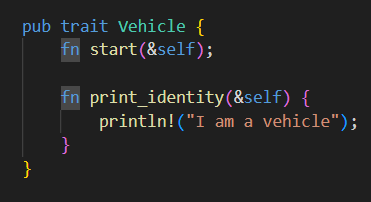 pub trait Vehicle {
    fn start(&self);

    fn print_identity(&self) {
        println!("I am a vehicle");
    }
}